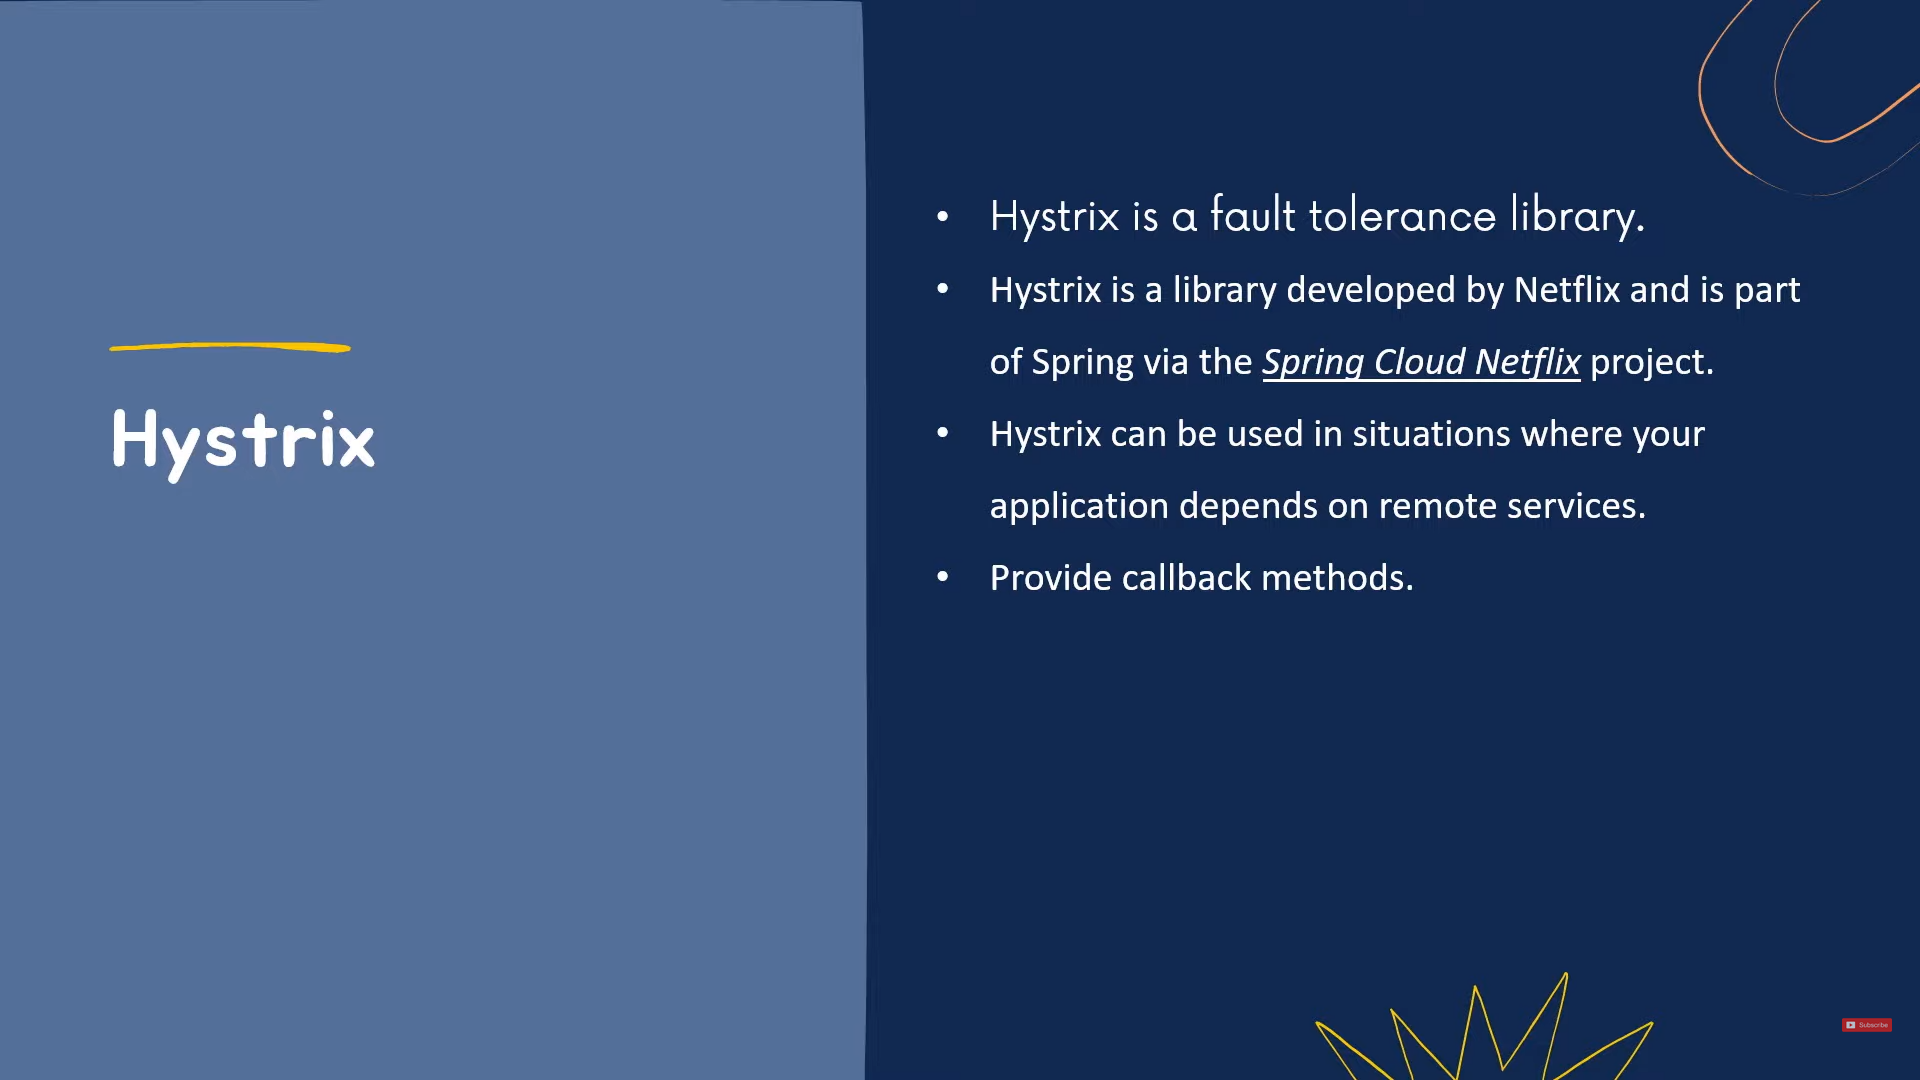 Hystrix
• Hystrix is a fault tolerance library.
• Hystrix is a library developed by Netflix and is part
of Spring via the Spring Cloud Netflix project.
• Hystrix can be used in situations where your
application depends on remote services.
• Provide callback methods.
Subscribe